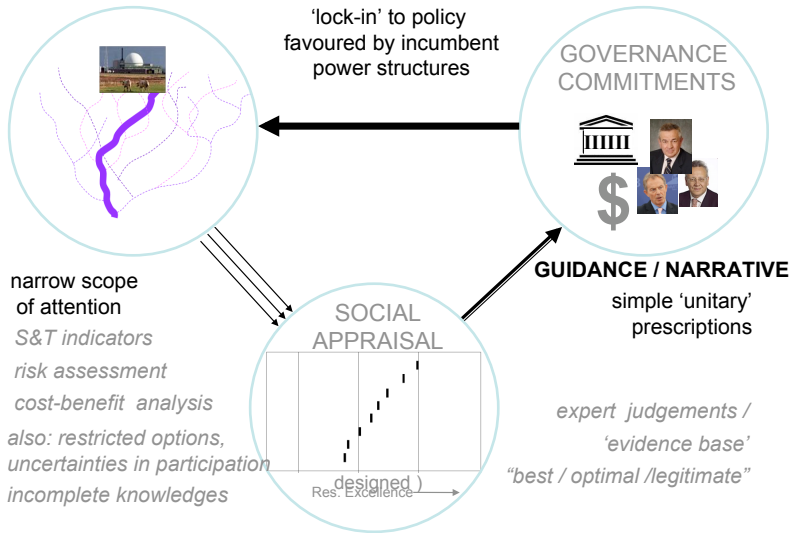 ‘lock-in’ to policy
favoured by incumbent
power structures
GOVERNANCE
COMMITMENTS
$
GUIDANCE / NARRATIVE
simple ‘unitary’
prescriptions
narrow scope
of attention
S&T indicators
risk assessment
cost-benefit analysis
also: restricted options,
uncertainties in participation
incomplete knowledges
SOCIAL
APPRAISAL
designed )
Res. Excellence
expert judgements /
‘evidence base’
“best / optimal /legitimate”